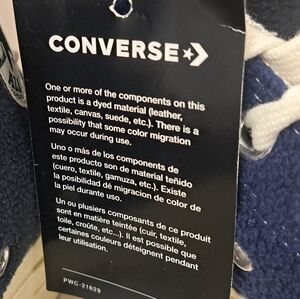 CONVERSE
One or more of the components on this
product is a dyed material (leather,
textile, canvas, suede, etc.). There is a
possibility that some color migration
may occur during use.
Uno o más de los componentes de
este producto son de material teñido
(cuero, textile, gamuza, etc.). Existe
la posibilidad dé migracion de color de
la piel durante uso.
Un ou plusiers composants de ce produit
sont en matière teintée (cuir, textile,
toile, croûte, etc...). Il est possible que
certaines couleurs déteignent pendant
leur utilisation.
PWC-21629